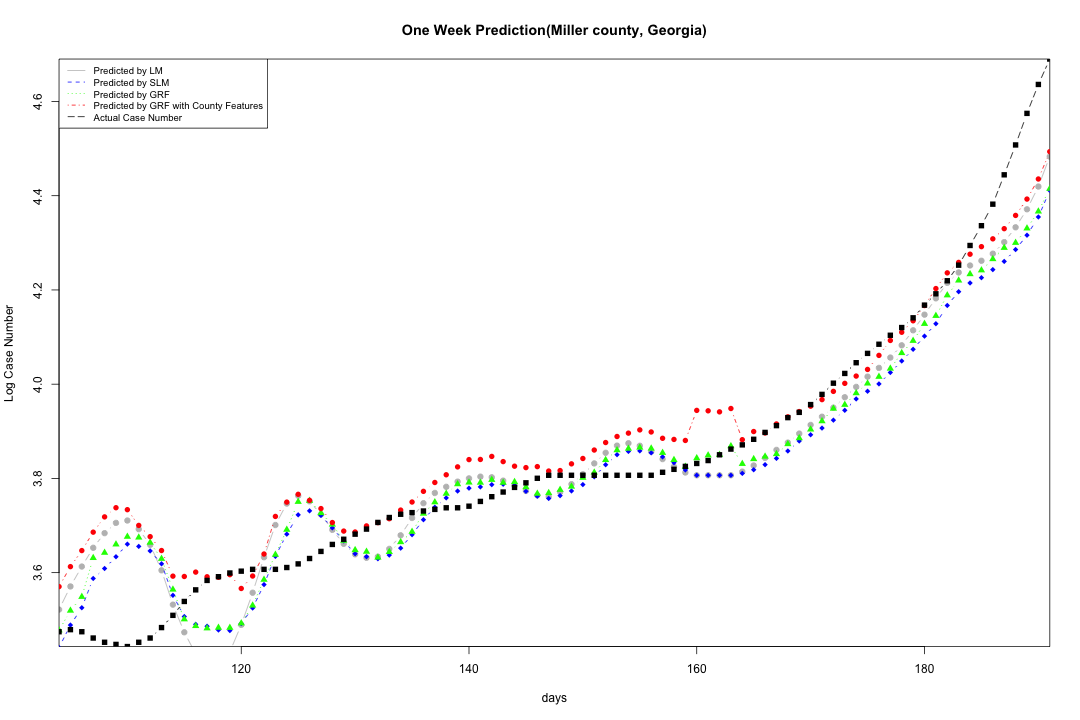 One Week Prediction(Miller county, Georgia)
Predicted by LM
Predicted by SLM
Predicted by GRF
Predicted by GRF with County Features
Actual Case Number
4.6
4.4
4.2
4.0
3.8
3.6
Log Case Number
120 140 160 180
days